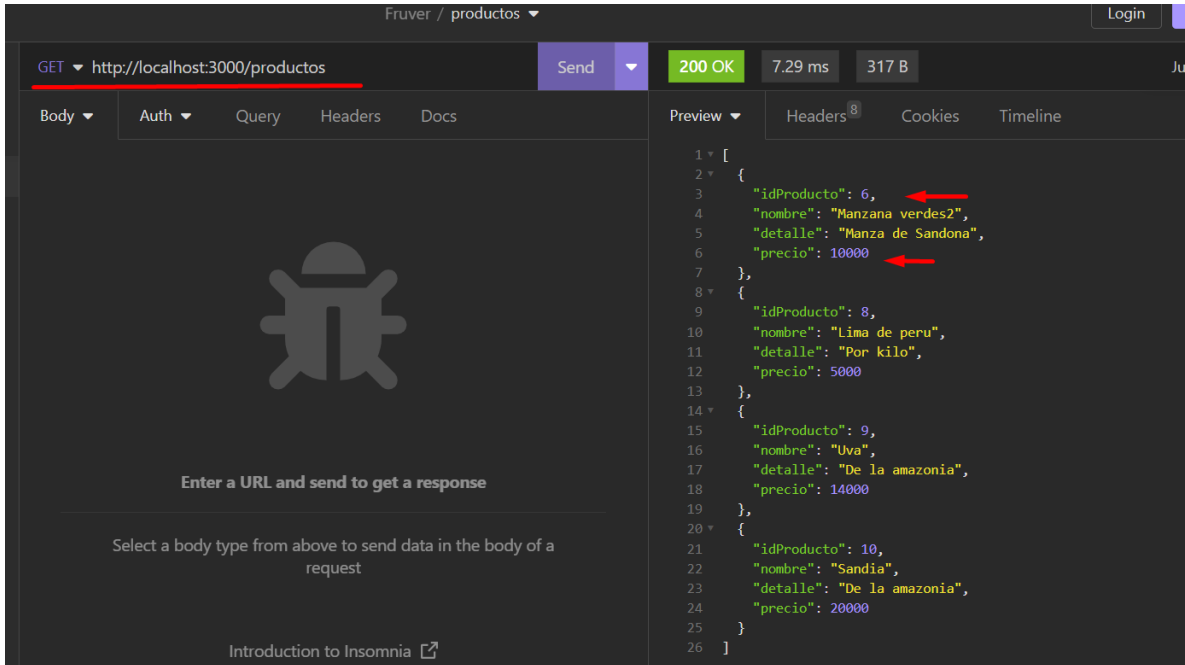 Fruver / productos
Login
GET http://localhost:3000/productos
Send
200 OK 7.29 ms 317 B
Body Auth Query Headers Docs
Preview Headers 8 Cookies Timeline
1 [
2 {
3 "idProducto": 6,
4 "nombre": "Manzana verdes2",
5 "detalle": "Manza de Sandona",
6 "precio": 10000
7 },
8 {
9 "idProducto": 8,
10 "nombre": "Lima de peru",
11 "detalle": "Por kilo",
12 "precio": 5000
13 },
14 {
15 "idProducto": 9,
16 "nombre": "Uva",
17 "detalle": "De la amazonia",
18 "precio": 14000
19 },
20 {
21 "idProducto": 10,
22 "nombre": "Sandia",
23 "detalle": "De la amazonia",
24 "precio": 20000
25 }
26 ]
Enter a URL and send to get a response
Select a body type from above to send data in the body of a
request
Introduction to Insomnia